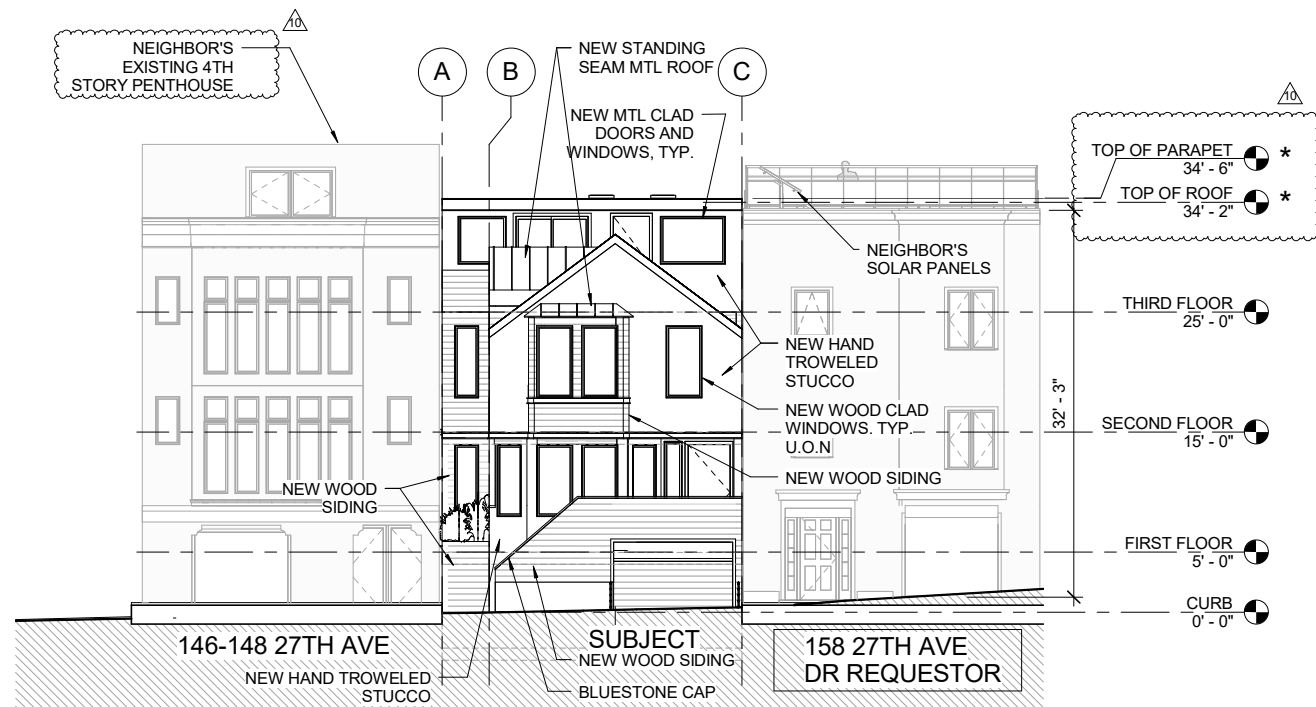 10
NEIGHBOR'S
EXISTING 4TH
STORY PENTHOUSE
A
B
C
NEW STANDING
SEAM MTL ROOF
NEW MTL CLAD
DOORS AND
WINDOWS, TYP.
10
TOP OF PARAPET
34' - 6"
*
TOP OF ROOF
34' - 2"
*
NEIGHBOR'S
SOLAR PANELS
THIRD FLOOR
25' - 0"
NEW HAND
TROWELED
STUCCO
32' - 3"
NEW WOOD CLAD
WINDOWS. TYP.
U.O.N
SECOND FLOOR
15' - 0"
NEW WOOD SIDING
NEW WOOD
SIDING
FIRST FLOOR
5' - 0"
CURB
0' - 0"
146-148 27TH AVE
SUBJECT
158 27TH AVE
DR REQUESTOR
NEW HAND TROWELED
STUCCO
NEW WOOD SIDING
BLUESTONE CAP